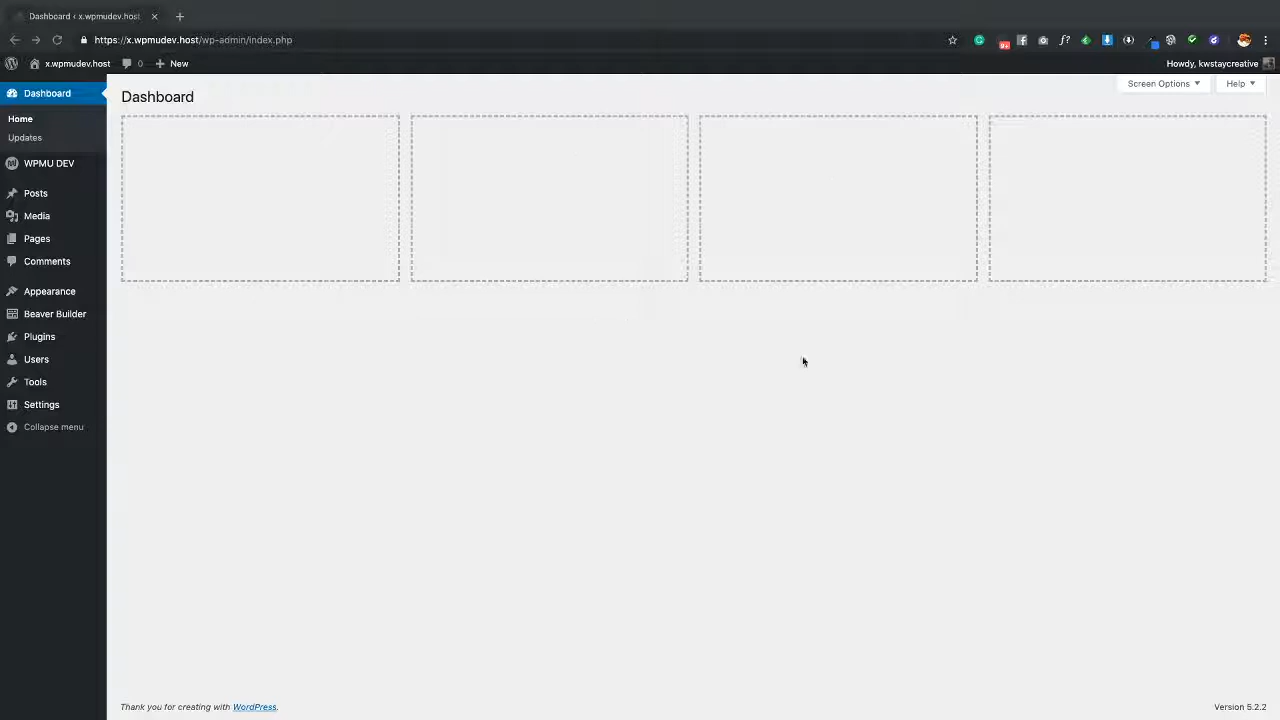 Dashboard ‹ x.wpmudev.host
https://x.wpmudev.host/wp-admin/index.php
x.wpmudev.host 0 New Howdy, kwstaycreative
Dashboard
Home
Updates
WPMU DEV
Posts
Media
Pages
Comments
Appearance
Beaver Builder
Plugins
Users
Tools
Settings
Collapse menu
Dashboard
Screen Options Help
Thank you for creating with WordPress.
Version 5.2.2